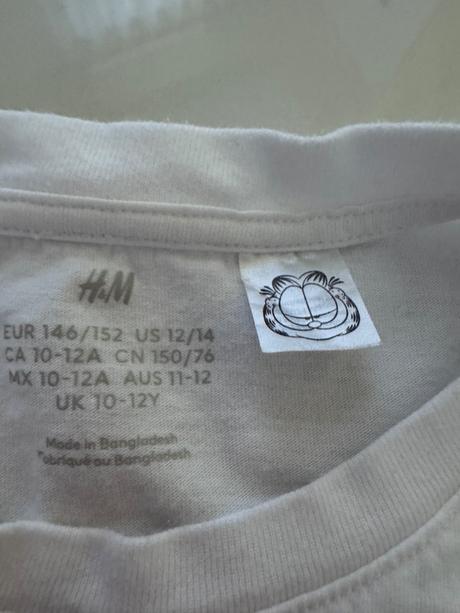 H&M
EUR 146/152 US 12/14
CA 10-12A CN 150/76
MX 10-12A AUS 11-12
UK 10-12Y
Made in Bangladesh
Fabriqué au Bangladesh